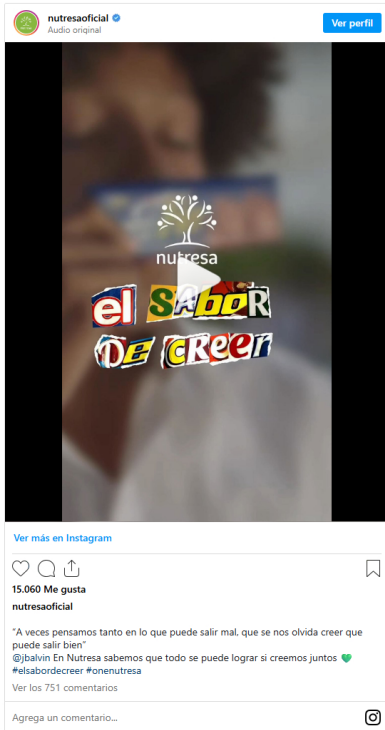 nutresaoficial
Audio original
Ver perfil
nutresa
el SABoR
DE CReer
Ver más en Instagram
15.060 Me gusta
nutresaoficial
"A veces pensamos tanto en lo que puede salir mal, que se nos olvida creer que
puede salir bien"
@jbalvin En Nutresa sabemos que todo se puede lograr si creemos juntos 💚
#elsabordecreer #onenutresa
Ver los 751 comentarios
Agrega un comentario...